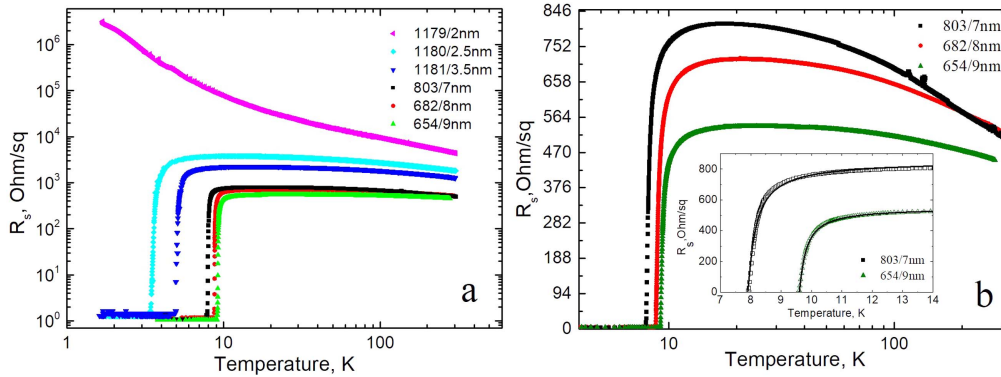 10^6
10^5
10^4
10^3
10^2
10^1
10^0
R_s, Ohm/sq
1179/2nm
1180/2.5nm
1181/3.5nm
803/7nm
682/8nm
654/9nm
a
1
10
100
Temperature, K
b
846
752
658
564
470
376
282
188
94
0
R_s,Ohm/sq
803/7nm
682/8nm
654/9nm
800
600
400
200
0
R_s,Ohm/sq
803/7nm
654/9nm
7 8 9 10 11 12 13 14
Temperature, K
10
100
Temperature, K